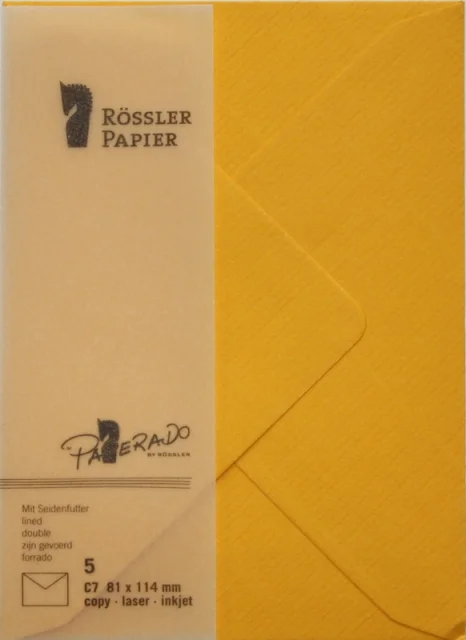 RÖSSLER
PAPIER
PAPERADO
BY RÖSSLER
Mit Seidenfutter
lined
double
zijn gevoerd
forrado
5
C7 81 x 114 mm
copy · laser · inkjet